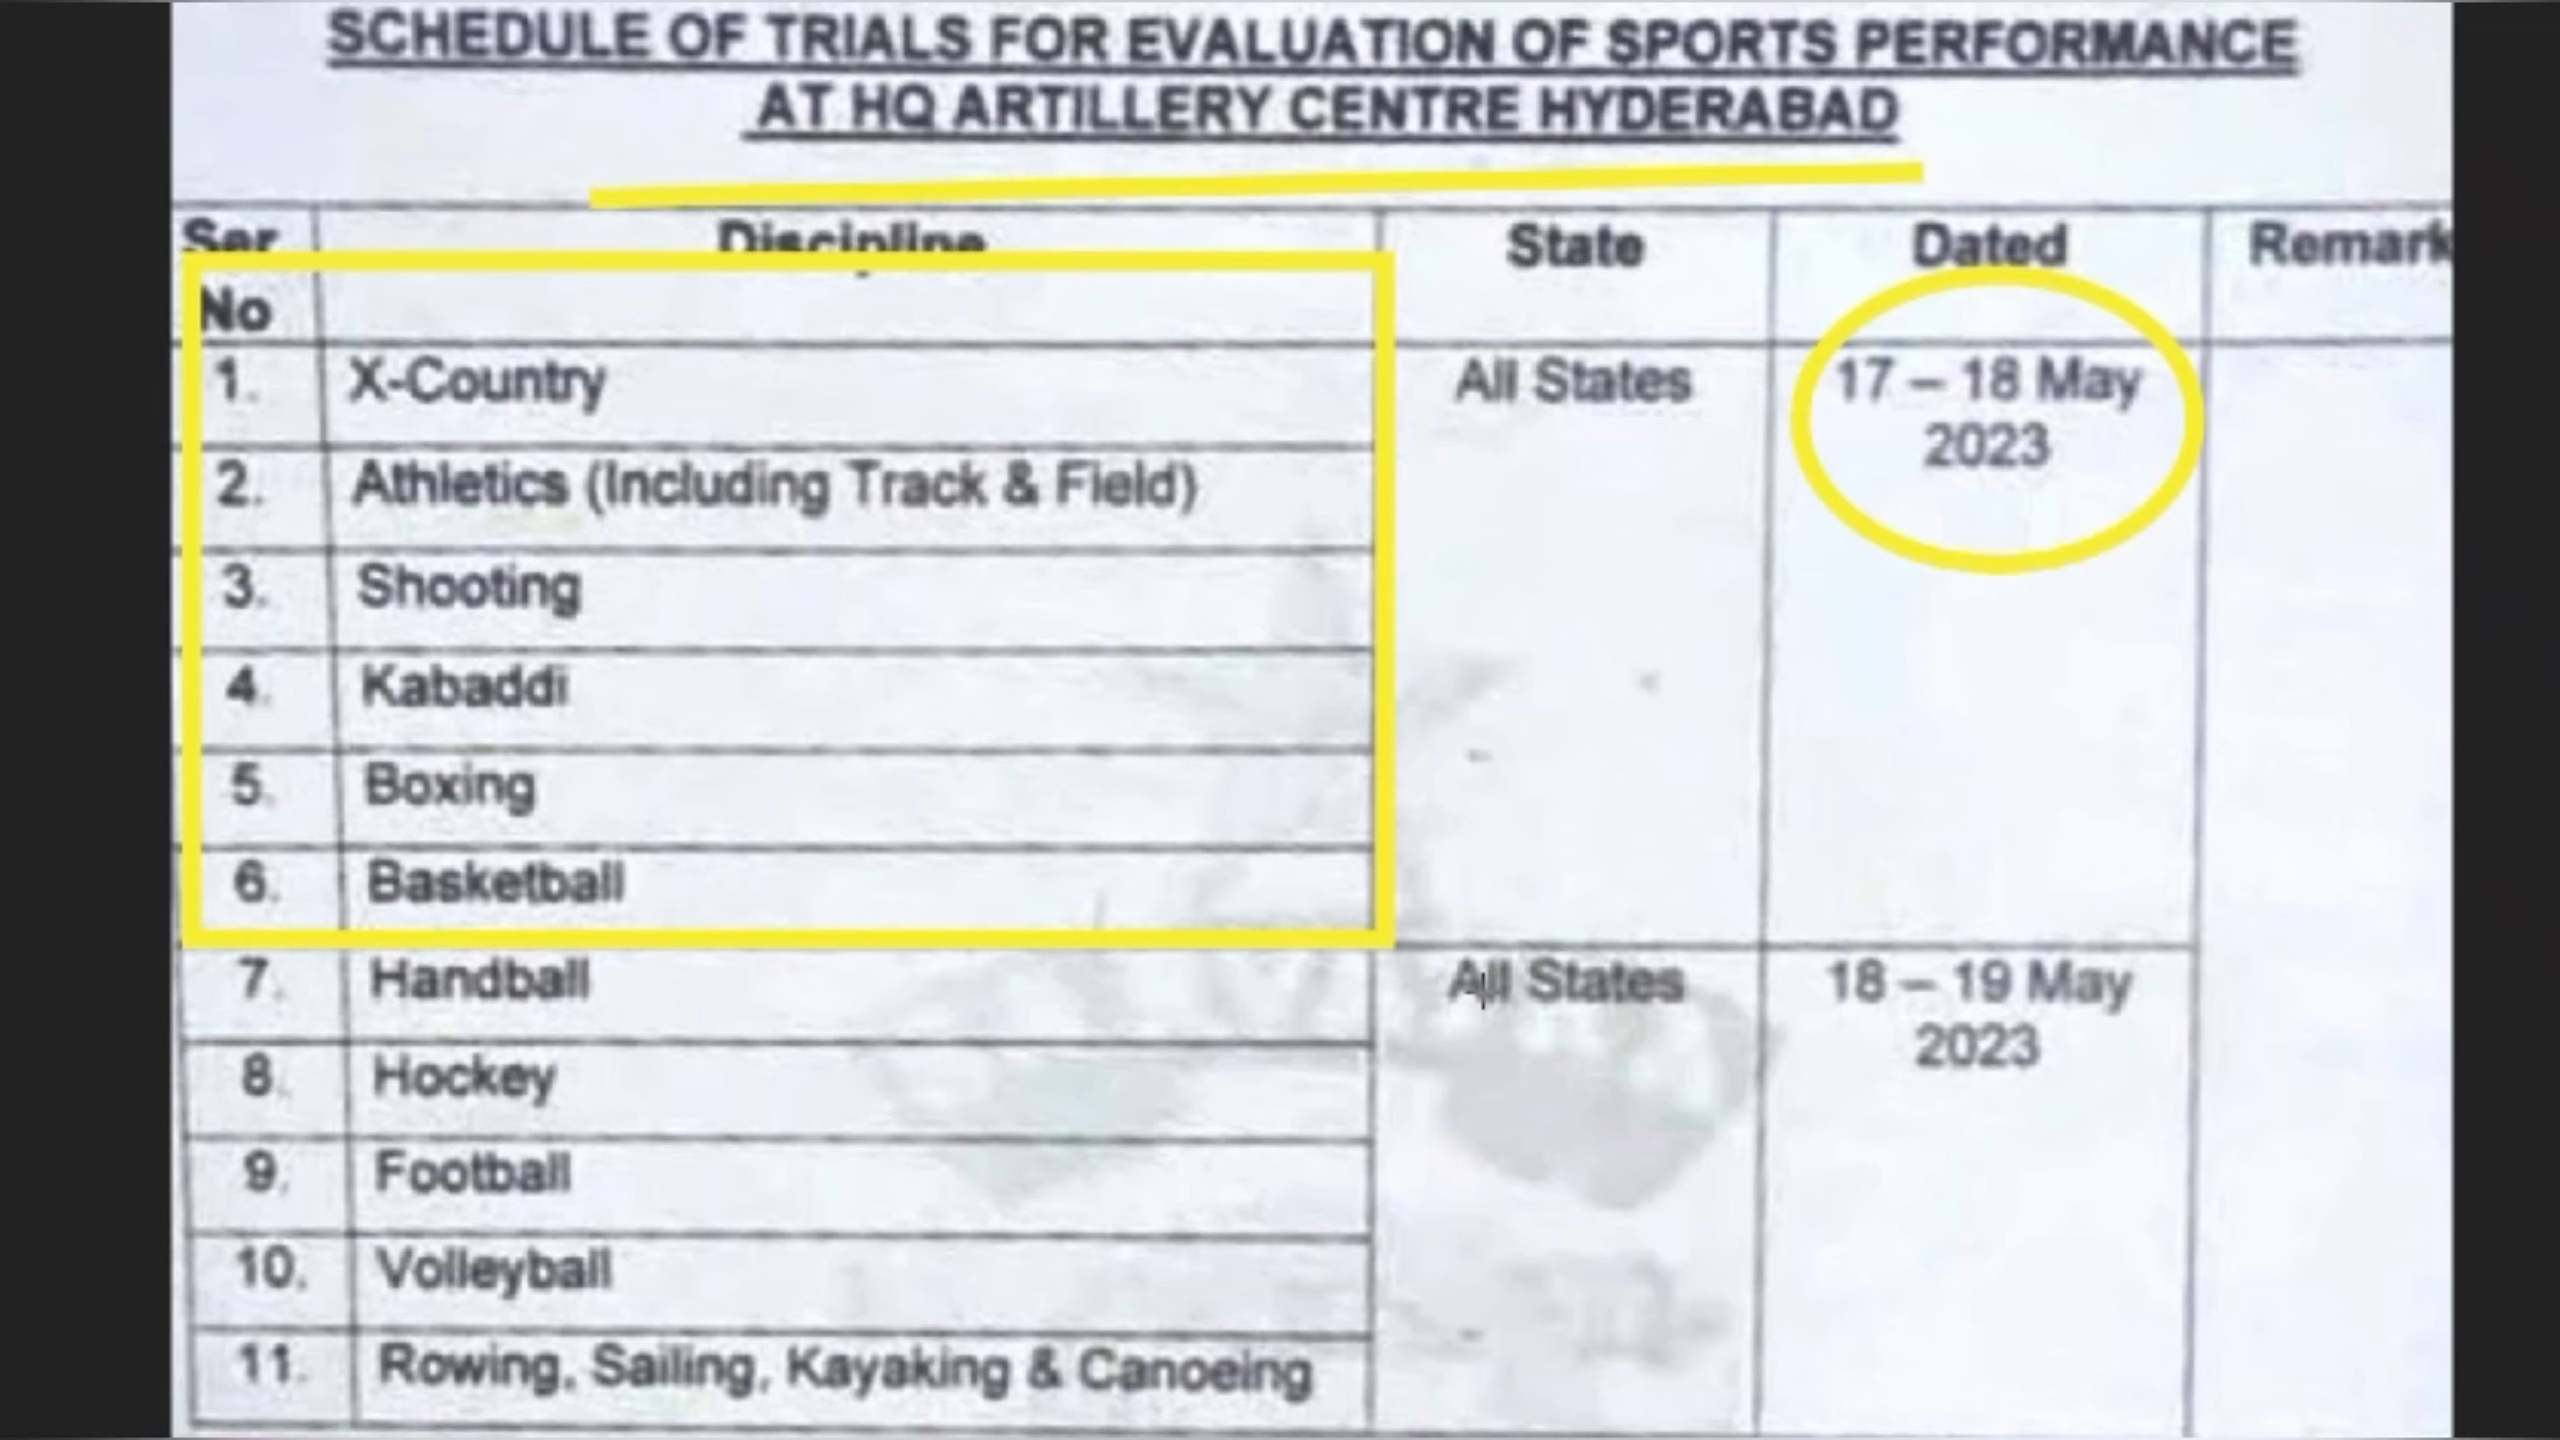 SCHEDULE OF TRIALS FOR EVALUATION OF SPORTS PERFORMANCE
AT HQ ARTILLERY CENTRE HYDERABAD
Ser No Discipline State Dated Remark
1. X-Country All States 17 – 18 May 2023
2. Athletics (Including Track & Field)
3. Shooting
4. Kabaddi
5. Boxing
6. Basketball
7. Handball All States 18 – 19 May 2023
8. Hockey
9. Football
10. Volleyball
11. Rowing, Sailing, Kayaking & Canoeing